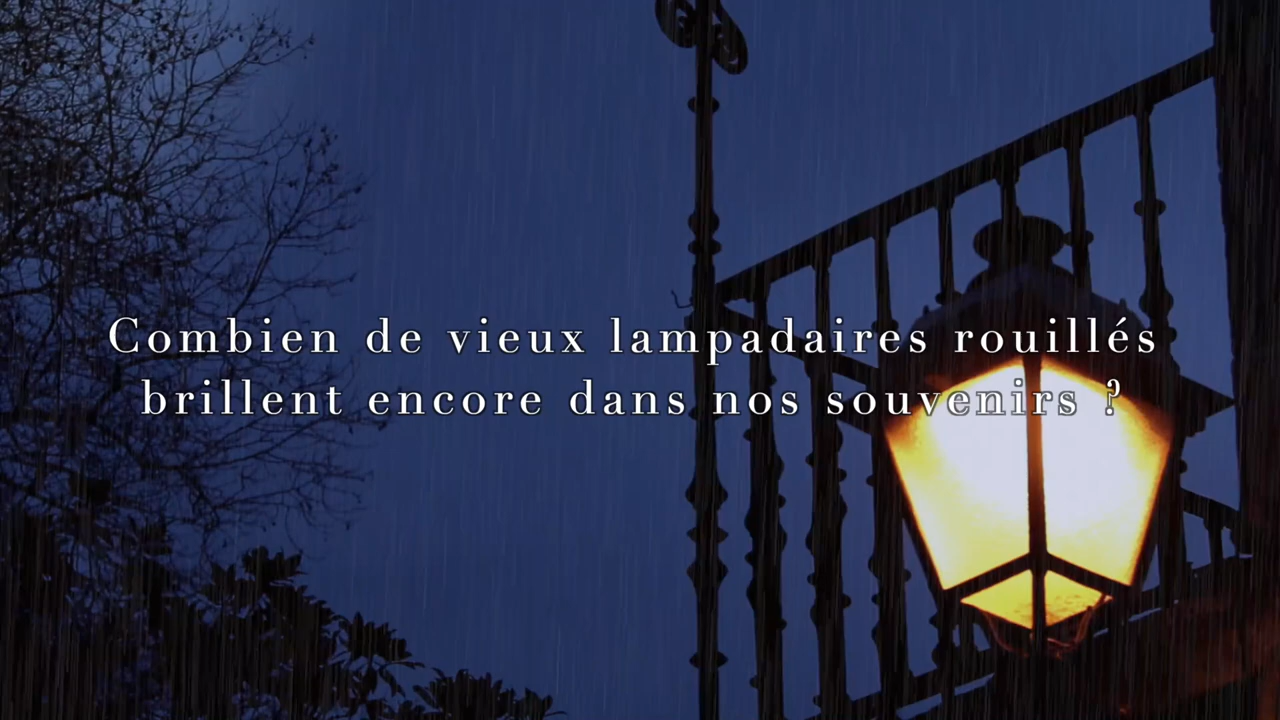 Combien de vieux lampadaires rouillés
brillent encore dans nos souvenirs ?